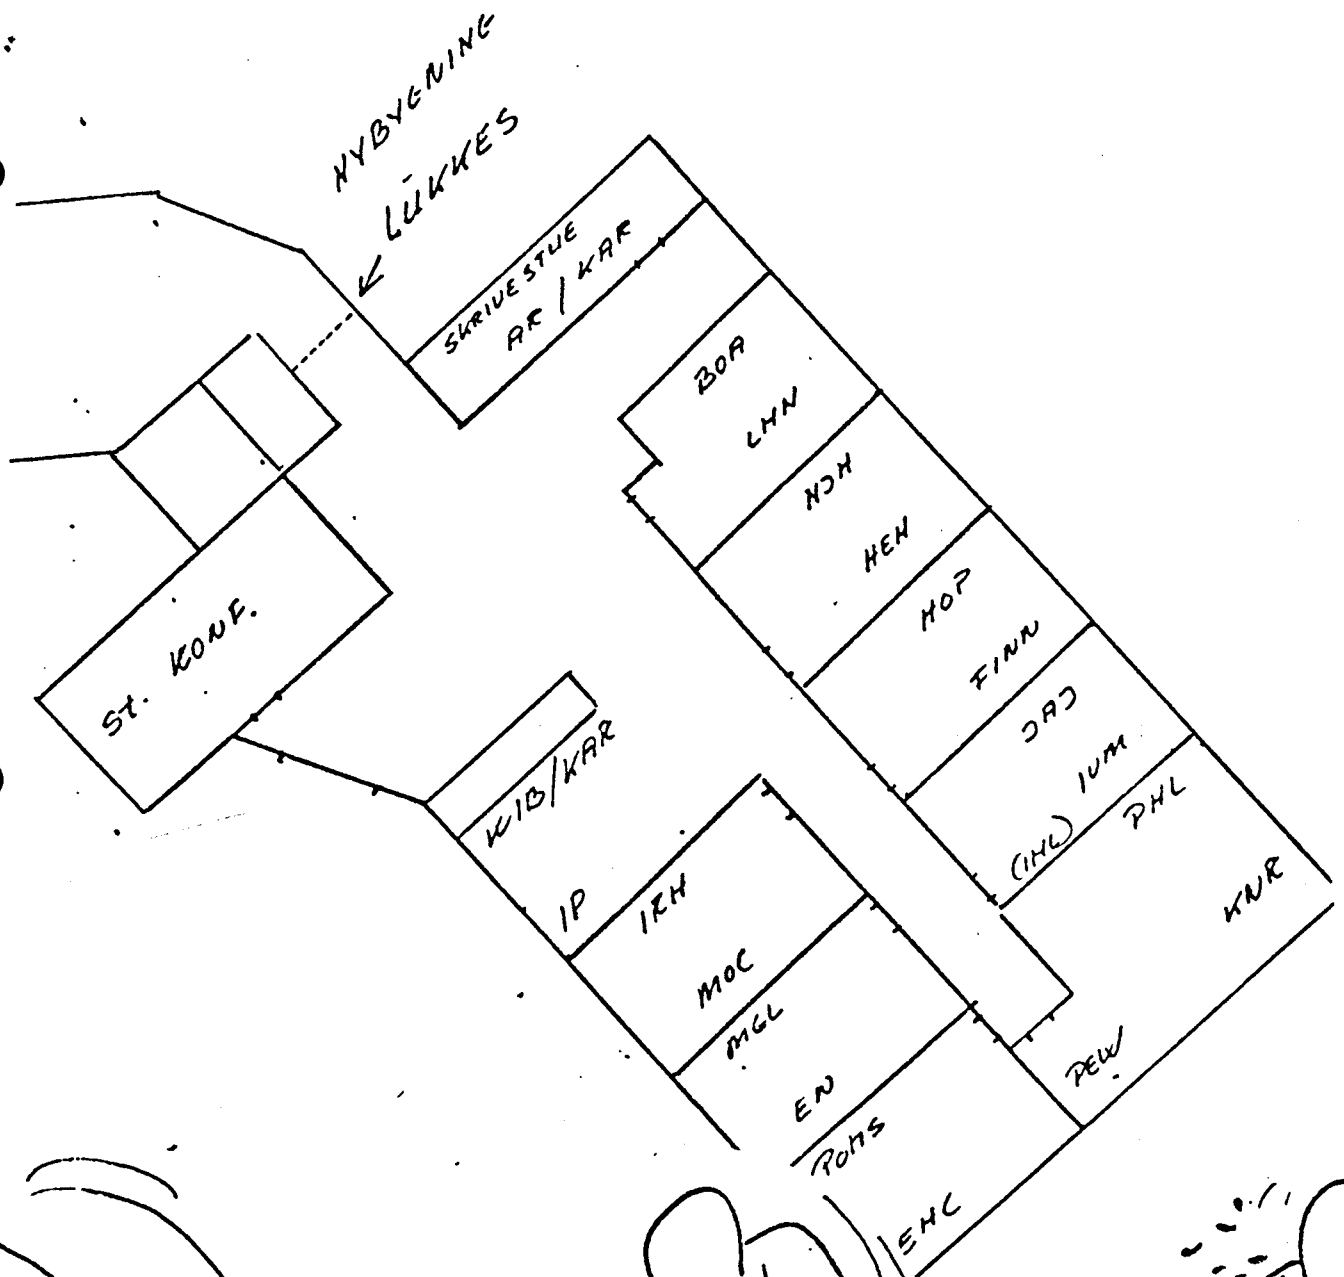 NYBYGNING
LUKKES
SKRIVESTUE
AR / KAR
BOA
LHN
NJH
HEH
HOP
FINN
JAJ
IUM
(IHL)
PHL
KNR
PEW
St. KONF.
KIB/KAR
IP
IRH
MOC
MGL
EN
POMS
EHC